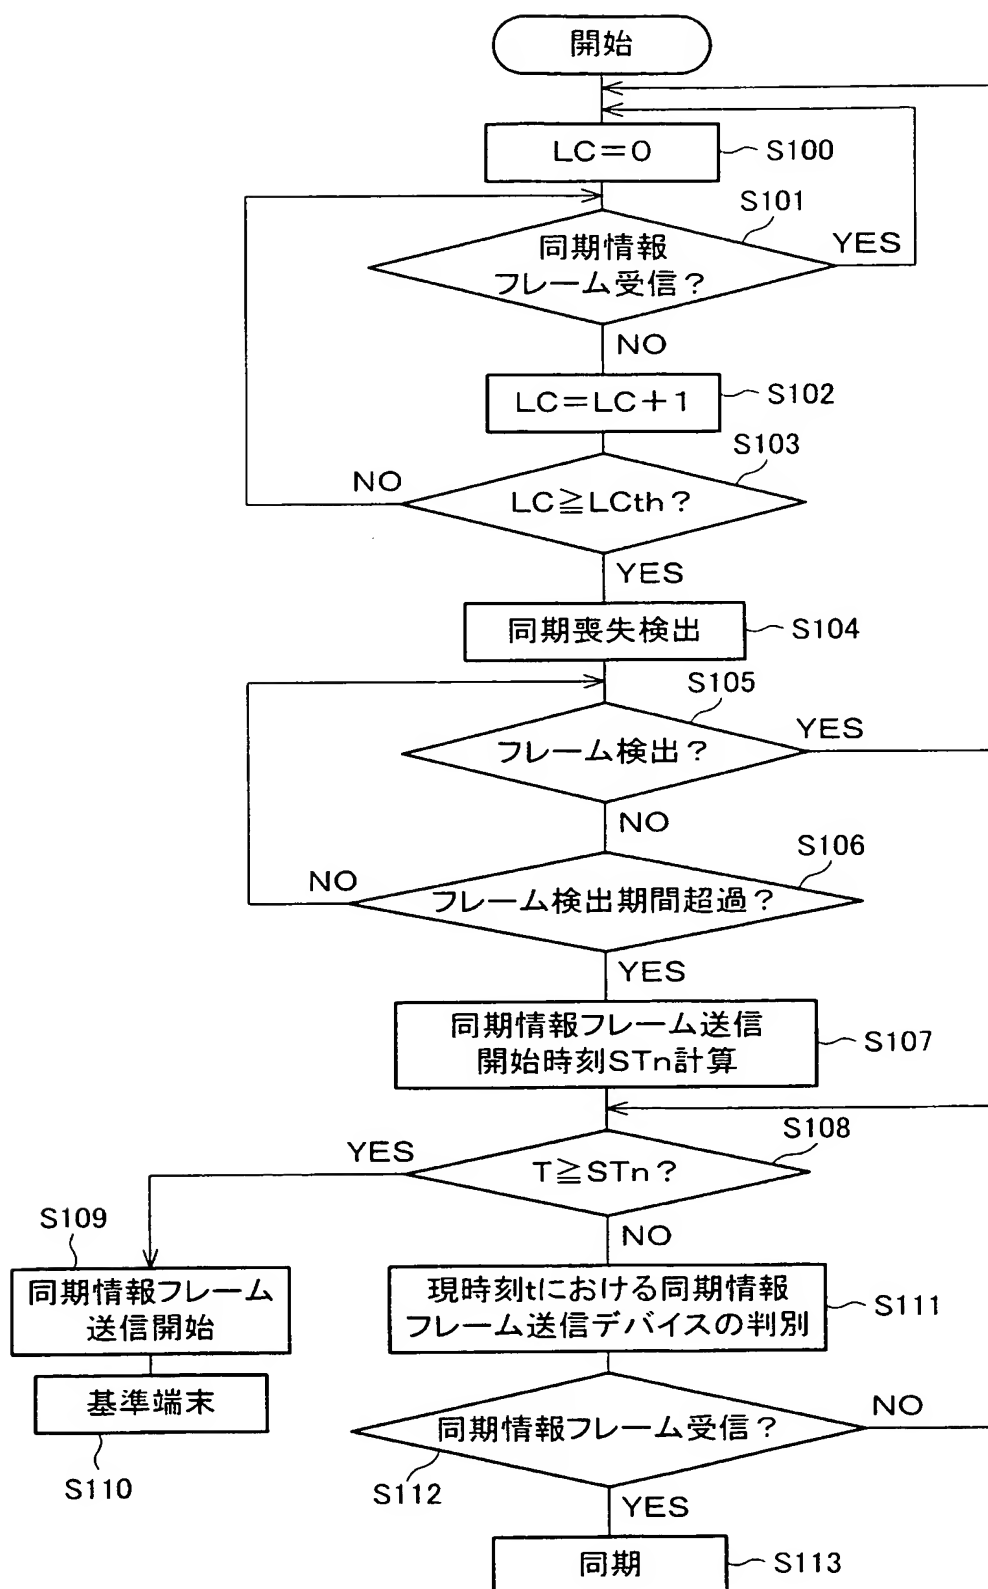 開始
LC=0
S100
S101
同期情報
フレーム受信?
YES
NO
LC=LC+1
S102
S103
NO
LC≧LCth?
YES
同期喪失検出
S104
S105
フレーム検出?
YES
NO
S106
NO
フレーム検出期間超過?
YES
同期情報フレーム送信
開始時刻STn計算
S107
S108
YES
T≧STn?
NO
S109
同期情報フレーム
送信開始
現時刻tにおける同期情報
フレーム送信デバイスの判別
S111
基準端末
S110
同期情報フレーム受信?
NO
S112
YES
同期
S113